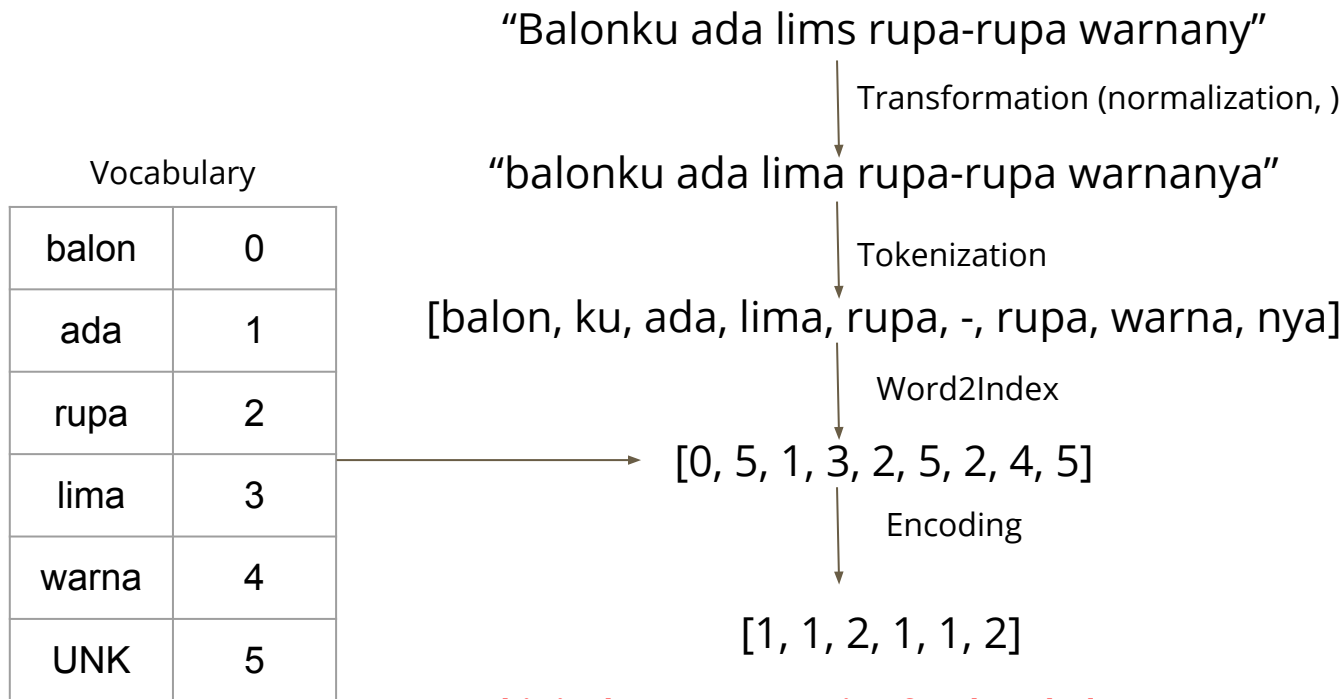 “Balonku ada lims rupa-rupa warnany”
Transformation (normalization, )
Vocabulary
“balonku ada lima rupa-rupa warnanya”
balon 0
Tokenization
ada 1
[balon, ku, ada, lima, rupa, -, rupa, warna, nya]
rupa 2
Word2Index
[0, 5, 1, 3, 2, 5, 2, 4, 5]
lima 3
Encoding
warna 4
[1, 1, 2, 1, 1, 2]
UNK 5